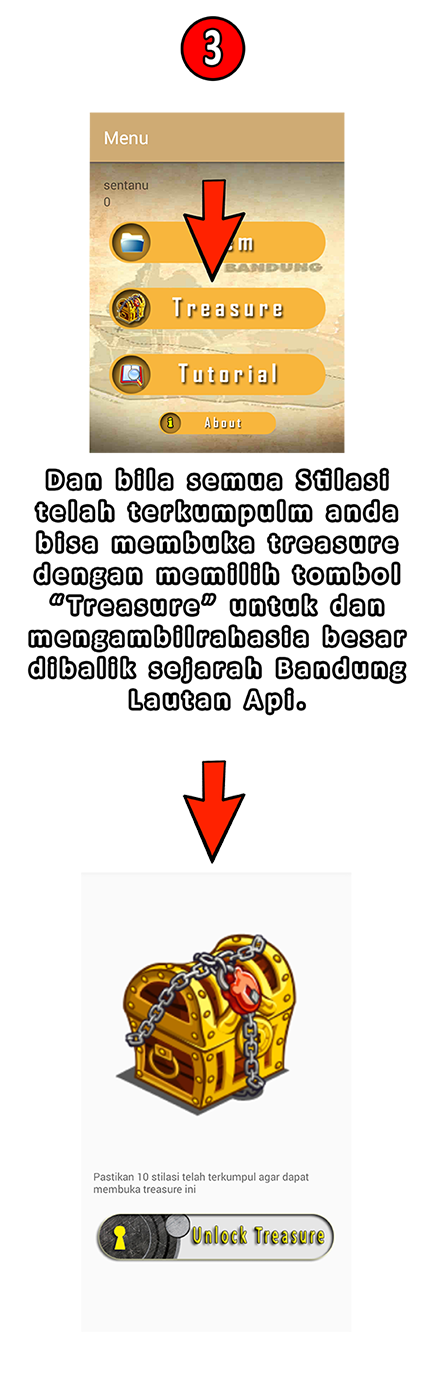 3
Menu
sentanu
0
BANDUNG
Treasure
Tutorial
About
Dan bila semua Stilasi
telah terkumpulm anda
bisa membuka treasure
dengan memilih tombol
“Treasure” untuk dan
mengambilrahasia besar
dibalik sejarah Bandung
Lautan Api.
Pastikan 10 stilasi telah terkumpul agar dapat
membuka treasure ini
Unlock Treasure